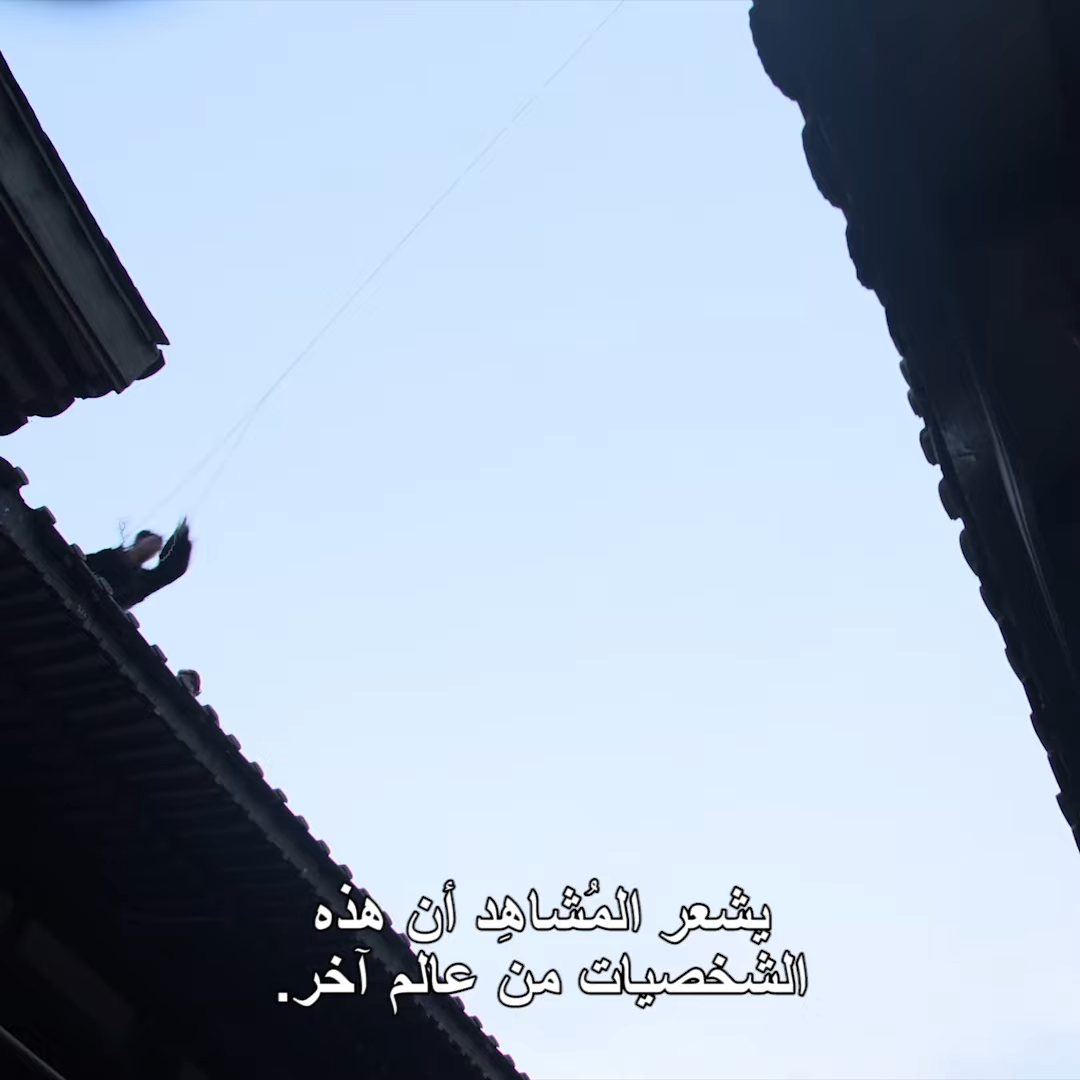 يشعر المُشاهِد أن هذه
الشخصيات من عالم آخر.